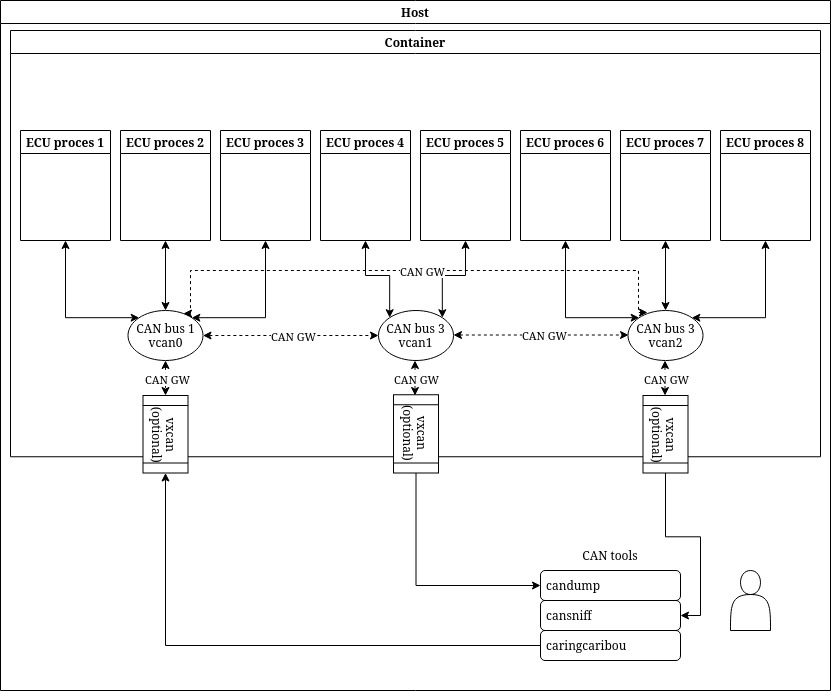 Host
Container
ECU proces 1
ECU proces 2
ECU proces 3
ECU proces 4
ECU proces 5
ECU proces 6
ECU proces 7
ECU proces 8
CAN GW
CAN bus 1
vcan0
CAN GW
CAN bus 3
vcan1
CAN GW
CAN bus 3
vcan2
CAN GW
CAN GW
CAN GW
vxcan
(optional)
vxcan
(optional)
vxcan
(optional)
CAN tools
candump
cansniff
caringcaribou